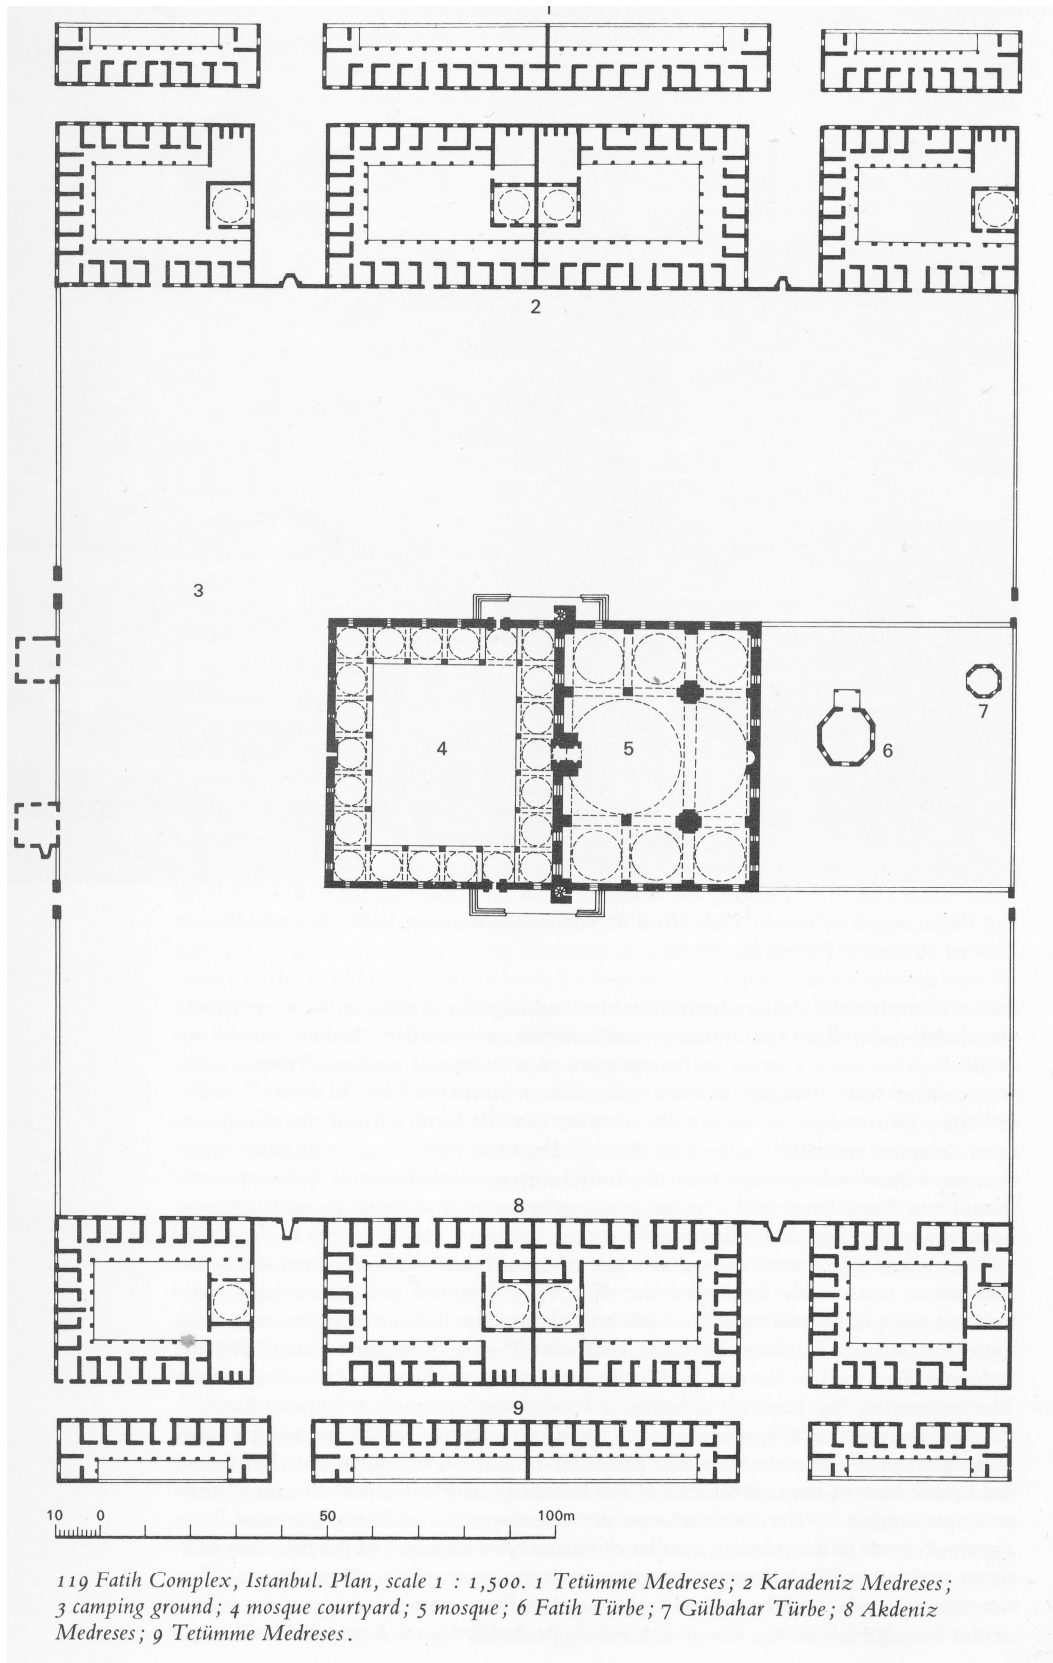 1
2
3
4
5
6
7
8
9
10 0 50 100m
119 Fatih Complex, Istanbul. Plan, scale 1 : 1,500. 1 Tetümme Medreses; 2 Karadeniz Medreses;
3 camping ground; 4 mosque courtyard; 5 mosque; 6 Fatih Türbe; 7 Gülbahar Türbe; 8 Akdeniz
Medreses; 9 Tetümme Medreses.